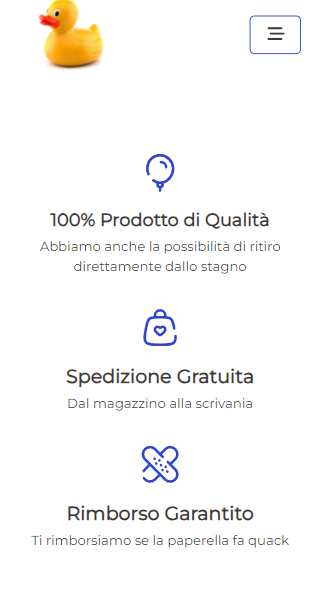 100% Prodotto di Qualità
Abbiamo anche la possibilità di ritiro
direttamente dallo stagno
Spedizione Gratuita
Dal magazzino alla scrivania
Rimborso Garantito
Ti rimborsiamo se la paperella fa quack